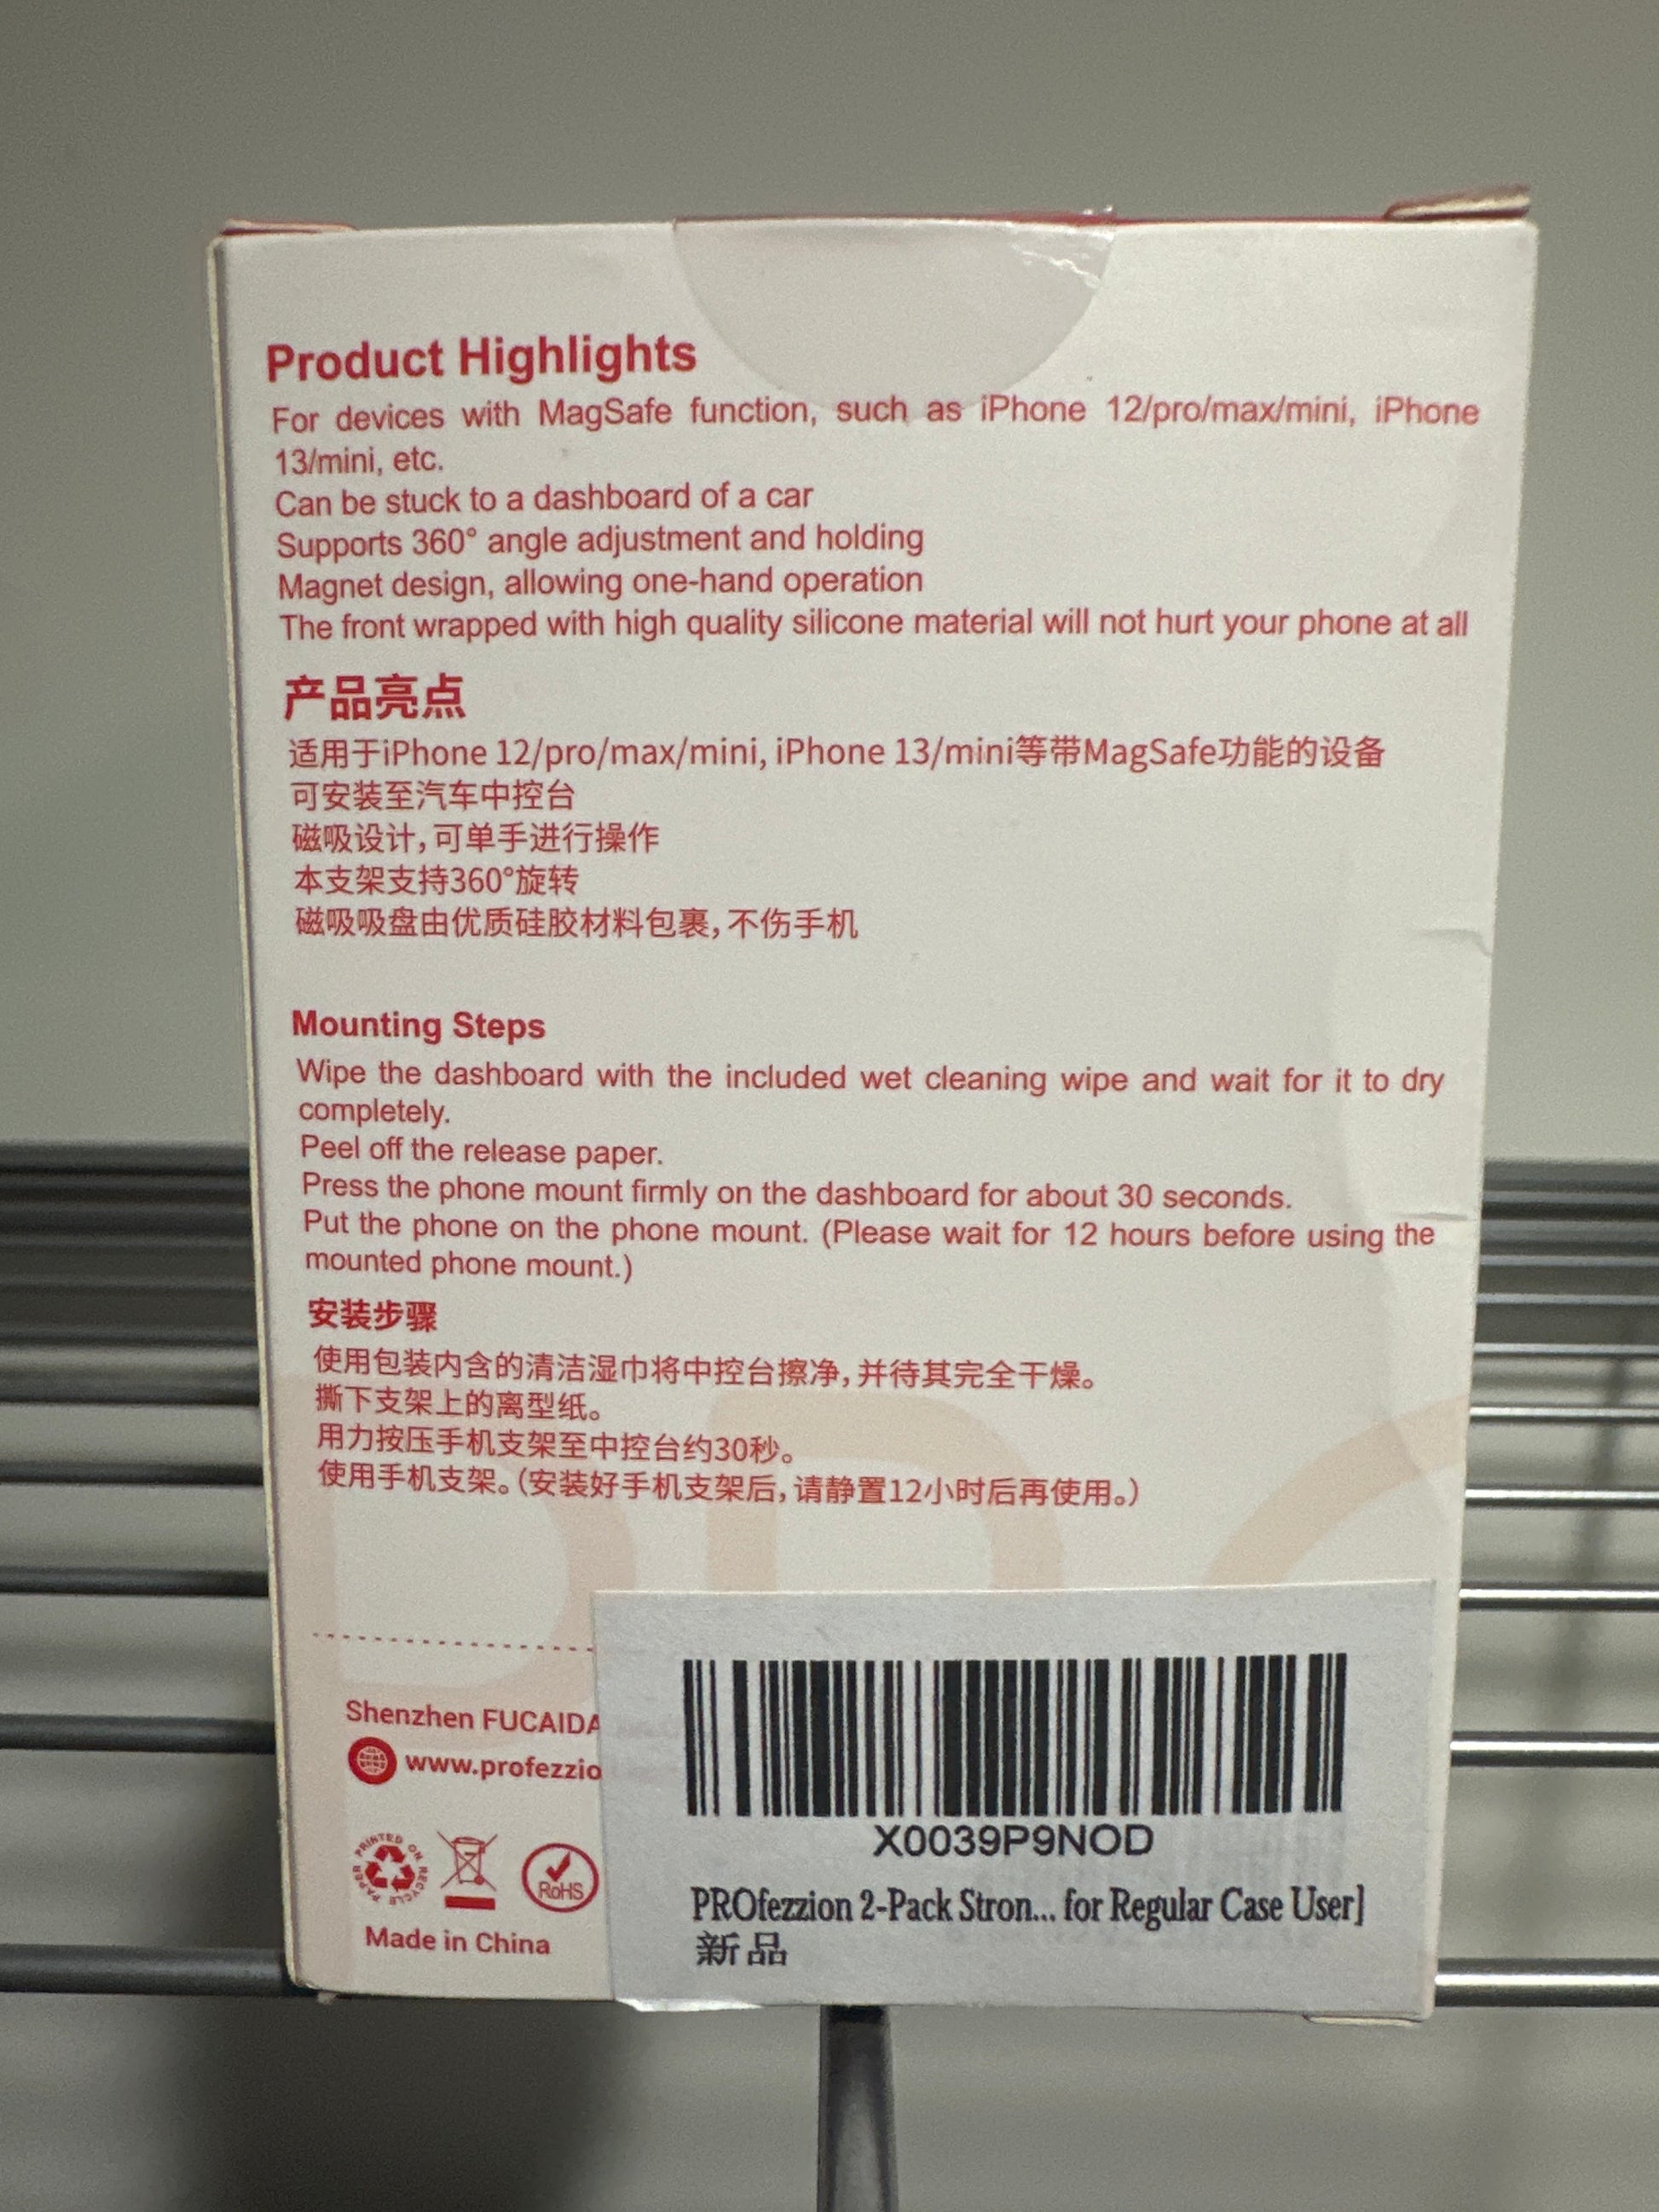 Product Highlights
For devices with MagSafe function, such as iPhone 12/pro/max/mini, iPhone
13/mini, etc.
Can be stuck to a dashboard of a car
Supports 360° angle adjustment and holding
Magnet design, allowing one-hand operation
The front wrapped with high quality silicone material will not hurt your phone at all
产品亮点
适用于iPhone 12/pro/max/mini, iPhone 13/mini等带MagSafe功能的设备
可安装至汽车中控台
磁吸设计，可单手进行操作
本支架支持360°旋转
磁吸吸盘由优质硅胶材料包裹，不伤手机
Mounting Steps
Wipe the dashboard with the included wet cleaning wipe and wait for it to dry
completely.
Peel off the release paper.
Press the phone mount firmly on the dashboard for about 30 seconds.
Put the phone on the phone mount. (Please wait for 12 hours before using the
mounted phone mount.)
安装步骤
使用包装内含的清洁湿巾将中控台擦净，并待其完全干燥。
撕下支架上的离型纸。
用力按压手机支架至中控台约30秒。
使用手机支架。（安装好手机支架后，请静置12小时后再使用。）
Shenzhen FUCAIDA
www.profezzio
PRINTED ON RECYCLE PAPER
RoHS
Made in China
X0039P9NOD
PROfezzion 2-Pack Stron... for Regular Case User]
新品